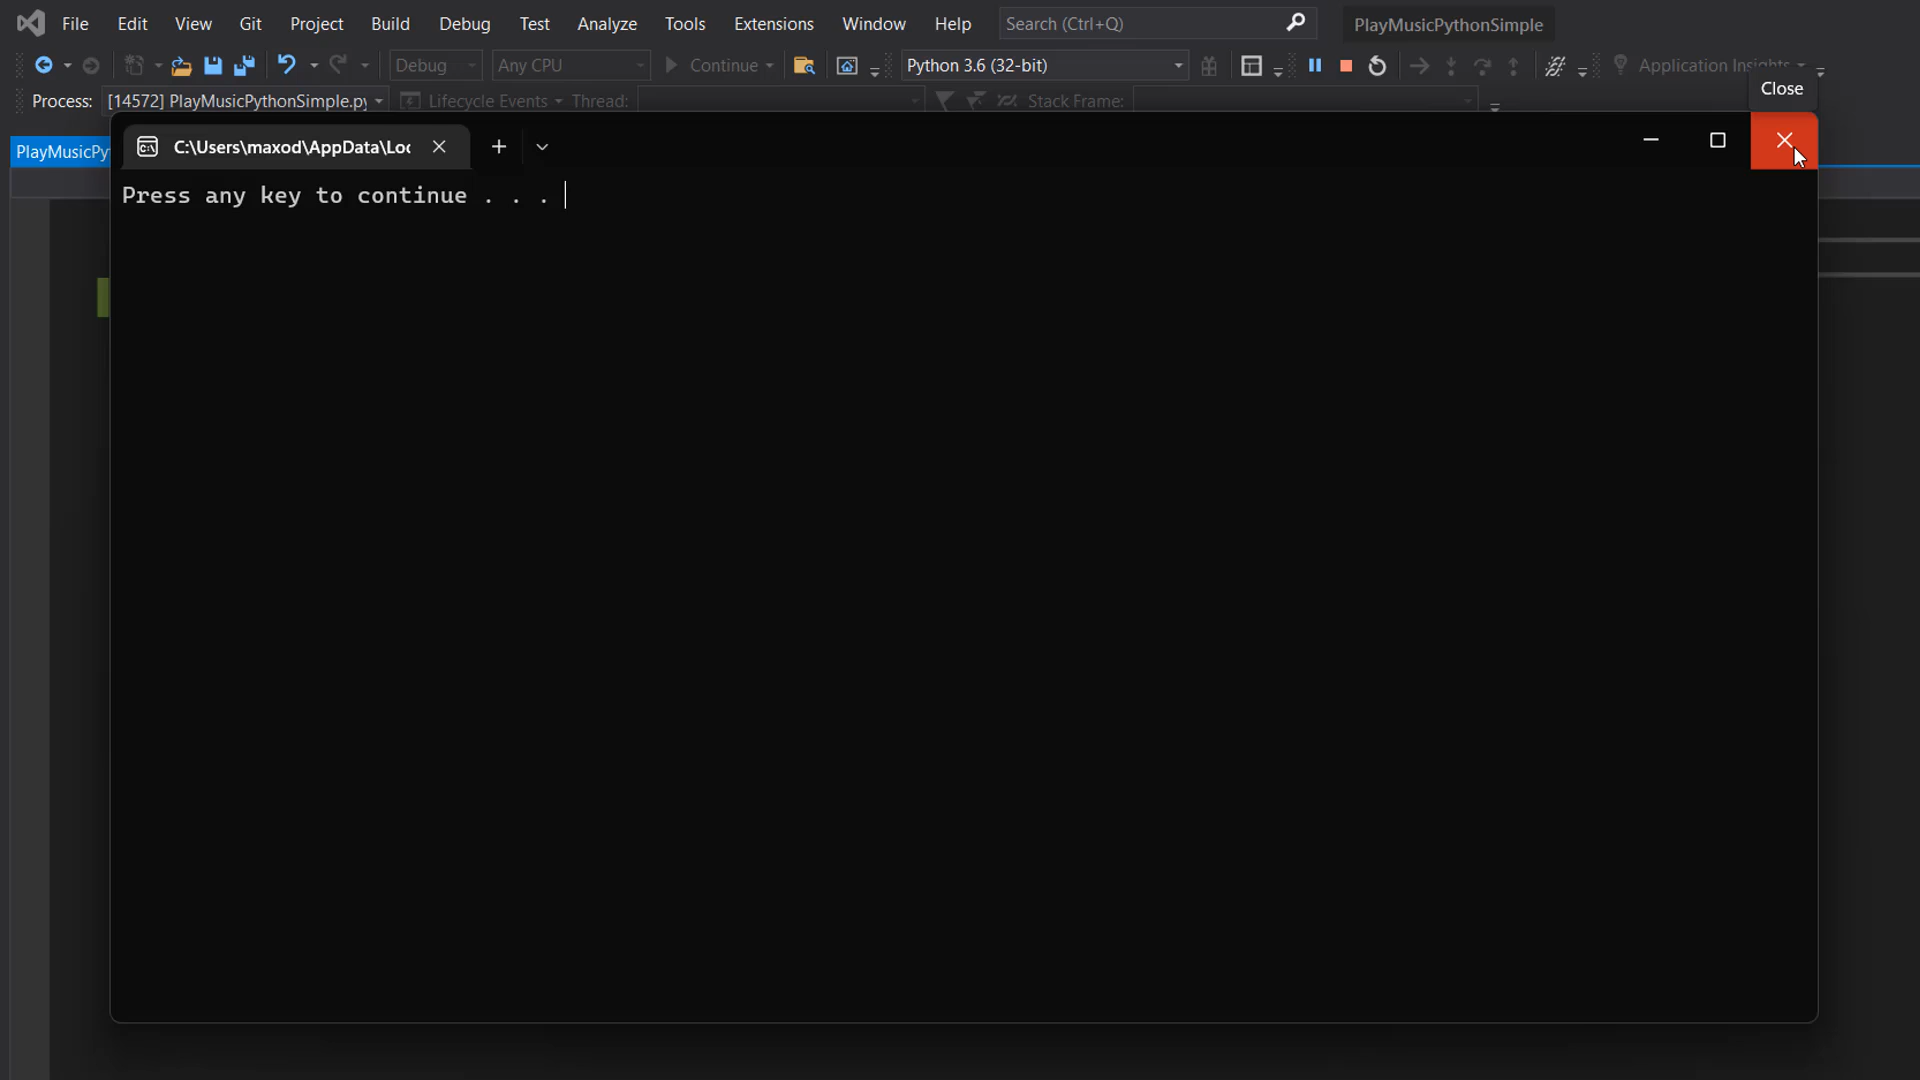 File Edit View Git Project Build Debug Test Analyze Tools Extensions Window Help Search (Ctrl+Q) PlayMusicPythonSimple
Debug Any CPU Continue Python 3.6 (32-bit) Application Insights
Close
Process: [14572] PlayMusicPythonSimple.py Lifecycle Events Thread: Stack Frame:
PlayMusicPy
C:\Users\maxod\AppData\Loc
Press any key to continue . . .